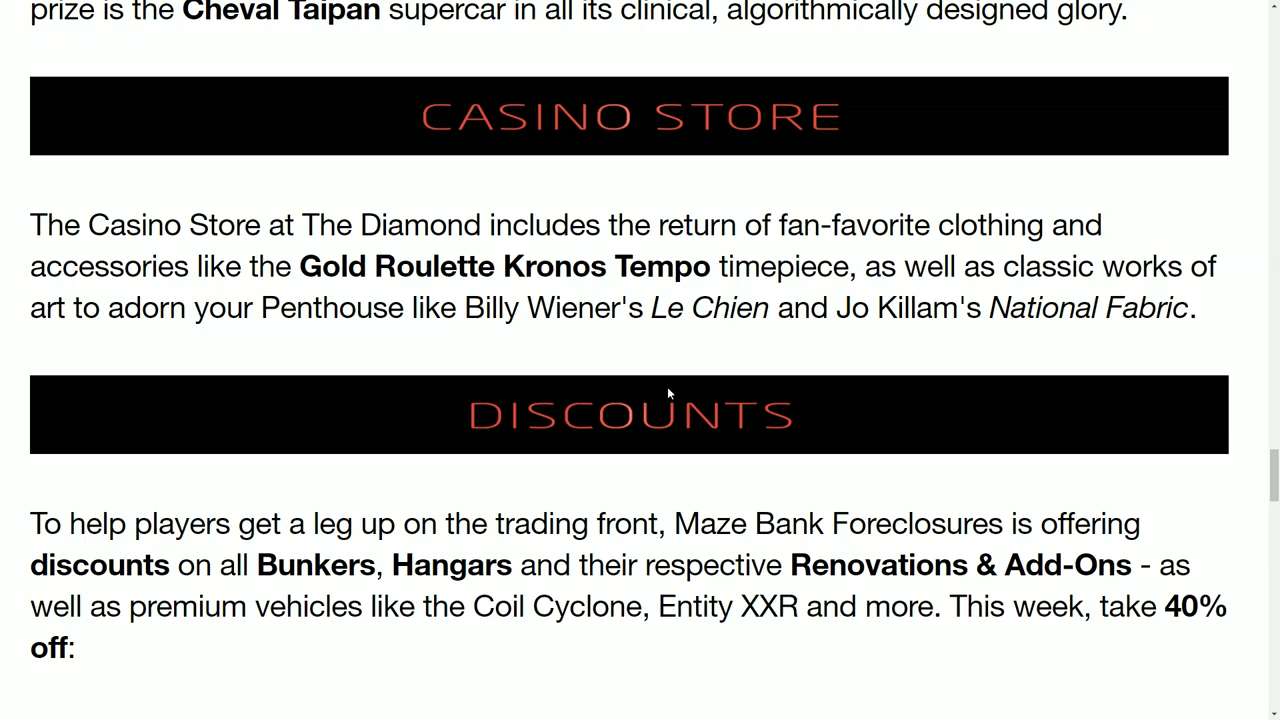 prize is the Cheval Taipan supercar in all its clinical, algorithmically designed glory.
CASINO STORE
The Casino Store at The Diamond includes the return of fan-favorite clothing and
accessories like the Gold Roulette Kronos Tempo timepiece, as well as classic works of
art to adorn your Penthouse like Billy Wiener's Le Chien and Jo Killam's National Fabric.
DISCOUNTS
To help players get a leg up on the trading front, Maze Bank Foreclosures is offering
discounts on all Bunkers, Hangars and their respective Renovations & Add-Ons - as
well as premium vehicles like the Coil Cyclone, Entity XXR and more. This week, take 40%
off: